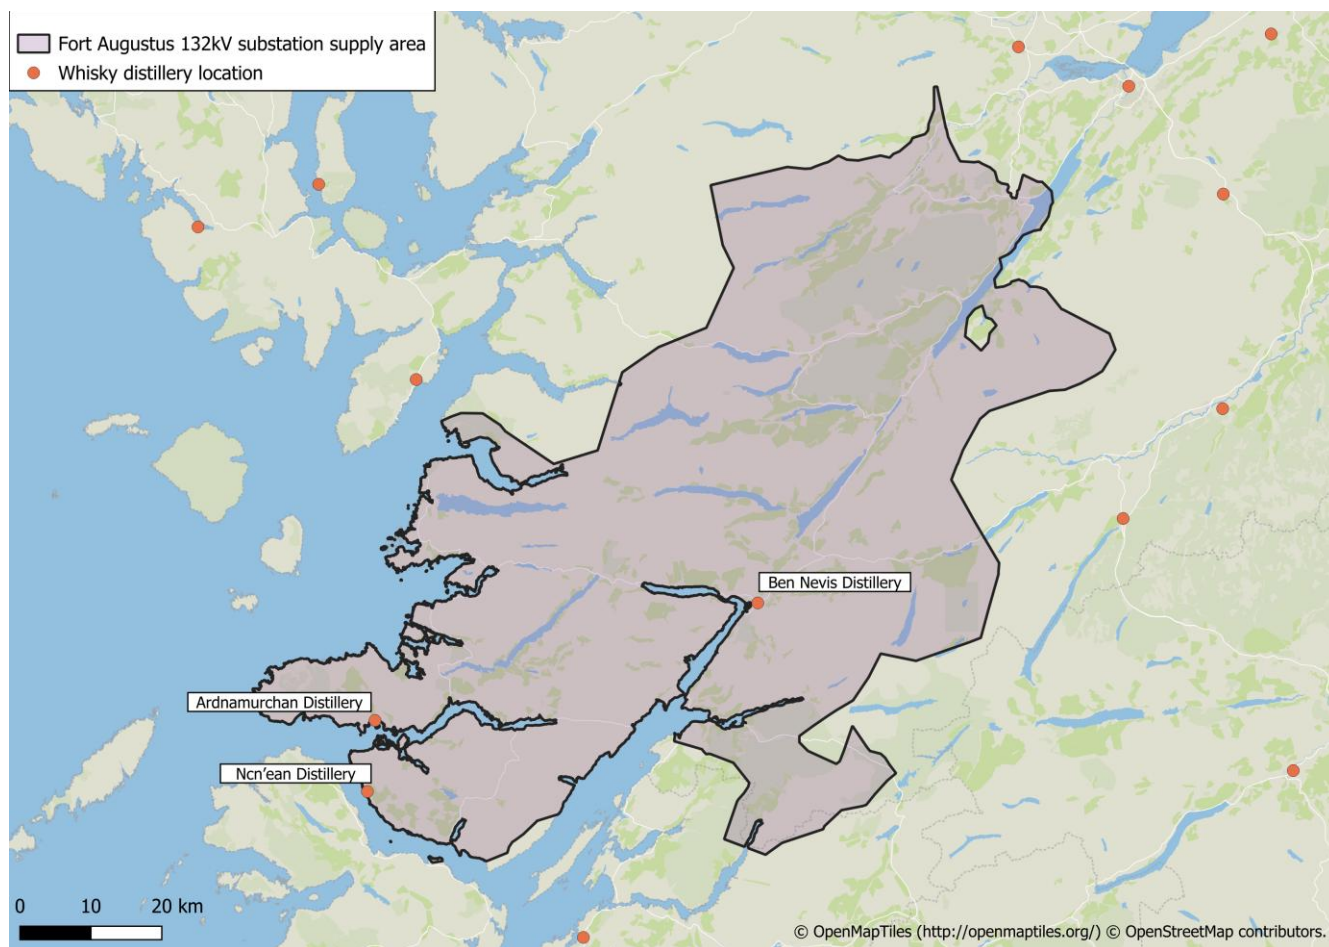 Fort Augustus 132kV substation supply area
Whisky distillery location
Ben Nevis Distillery
Ardnamurchan Distillery
Ncn'ean Distillery
0 10 20 km
© OpenMapTiles (http://openmaptiles.org/) © OpenStreetMap contributors.